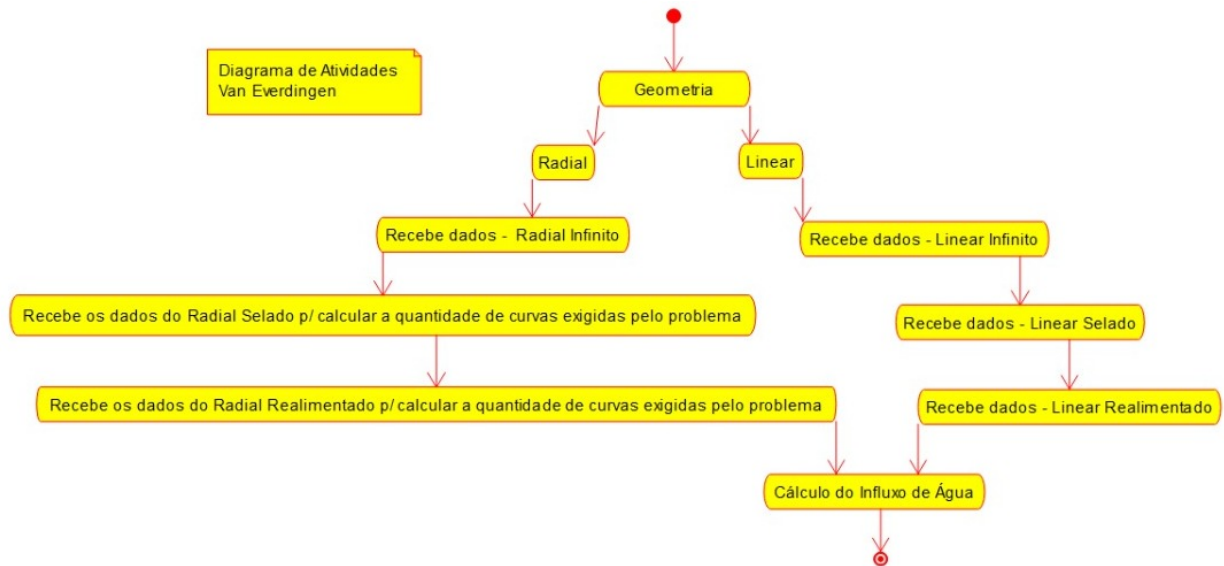 Diagrama de Atividades
Van Everdingen
Geometria
Radial
Linear
Recebe dados - Radial Infinito
Recebe dados - Linear Infinito
Recebe os dados do Radial Selado p/ calcular a quantidade de curvas exigidas pelo problema
Recebe dados - Linear Selado
Recebe os dados do Radial Realimentado p/ calcular a quantidade de curvas exigidas pelo problema
Recebe dados - Linear Realimentado
Cálculo do Influxo de Água